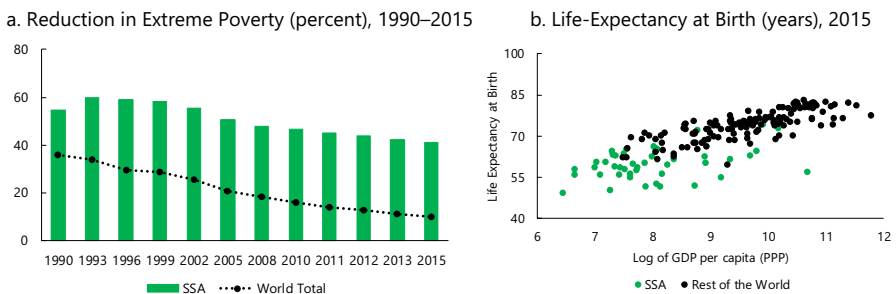 a. Reduction in Extreme Poverty (percent), 1990–2015
80
60
40
20
0
1990 1993 1996 1999 2002 2005 2008 2010 2011 2012 2013 2015
SSA World Total
b. Life-Expectancy at Birth (years), 2015
Life Expectancy at Birth
100
85
70
55
40
6 7 8 9 10 11 12
Log of GDP per capita (PPP)
SSA Rest of the World